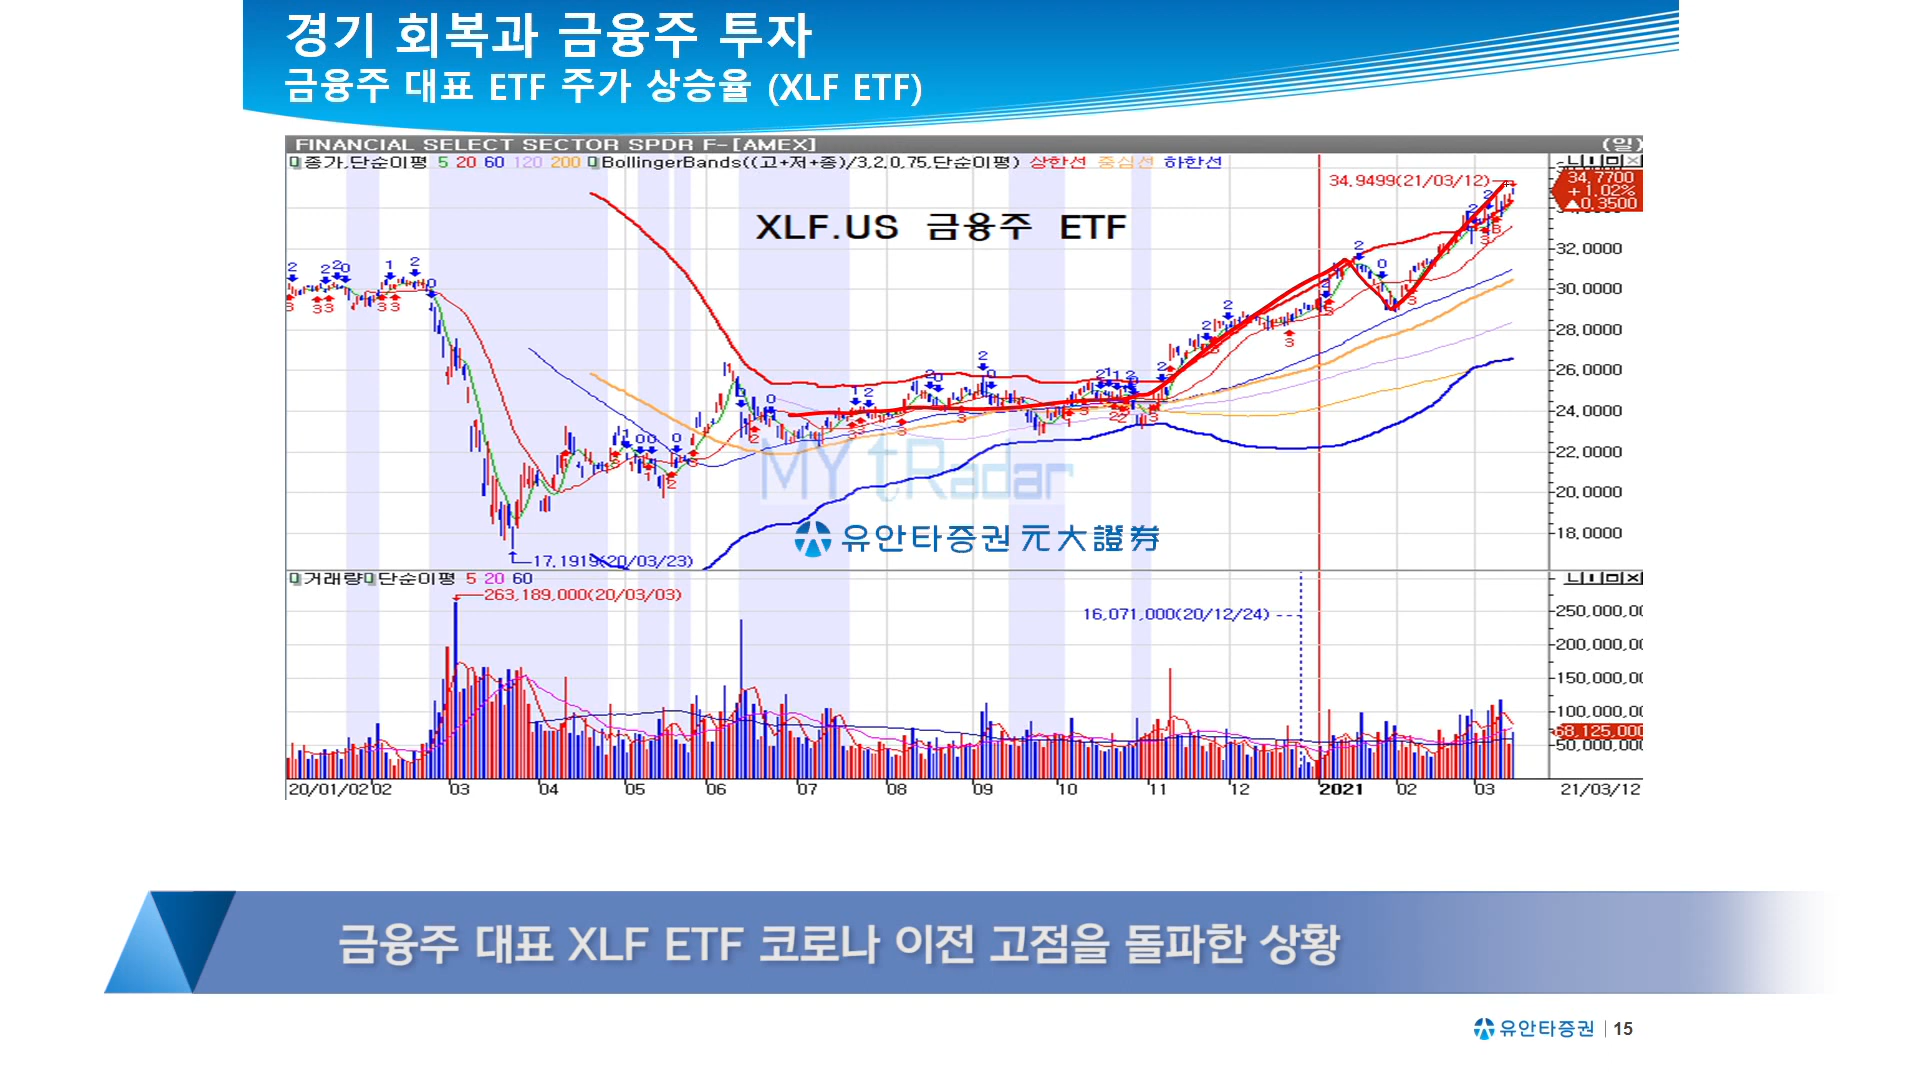 경기 회복과 금융주 투자
금융주 대표 ETF 주가 상승율 (XLF ETF)
FINANCIAL SELECT SECTOR SPDR F-[AMEX] (일)
종가,단순이평 5 20 60 120 200 BollingerBands((고+저+종)/3,2,0,75,단순이평) 상한선 중심선 하한선
34.9499(21/03/12)
34.7700
+1.02%
▲0.3500
XLF.US 금융주 ETF
32,0000
30,0000
28,0000
26,0000
24,0000
22,0000
20,0000
18,0000
MY tRadar
유안타증권 元大證券
17,1919(20/03/23)
거래량 단순이평 5 20 60
263,189,000(20/03/03)
16,071,000(20/12/24)
250,000,00
200,000,00
150,000,00
100,000,00
68,125,000
50,000,000
20/01/02 02 03 04 05 06 07 08 09 10 11 12 2021 02 03 21/03/12
금융주 대표 XLF ETF 코로나 이전 고점을 돌파한 상황
유안타증권 | 15